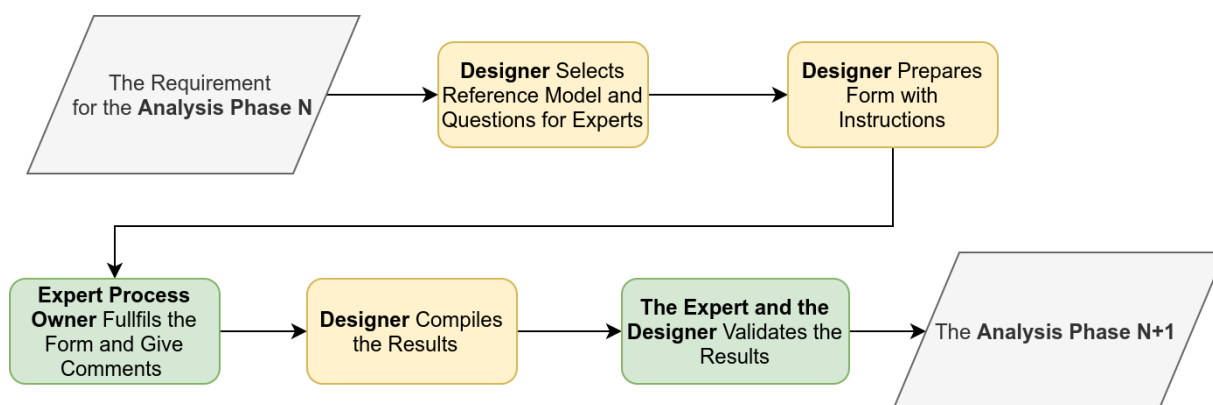 The Requirement
for the Analysis Phase N
Designer Selects
Reference Model and
Questions for Experts
Designer Prepares
Form with
Instructions
Expert Process
Owner Fullfils the
Form and Give
Comments
Designer Compiles
the Results
The Expert and the
Designer Validates the
Results
The Analysis Phase N+1